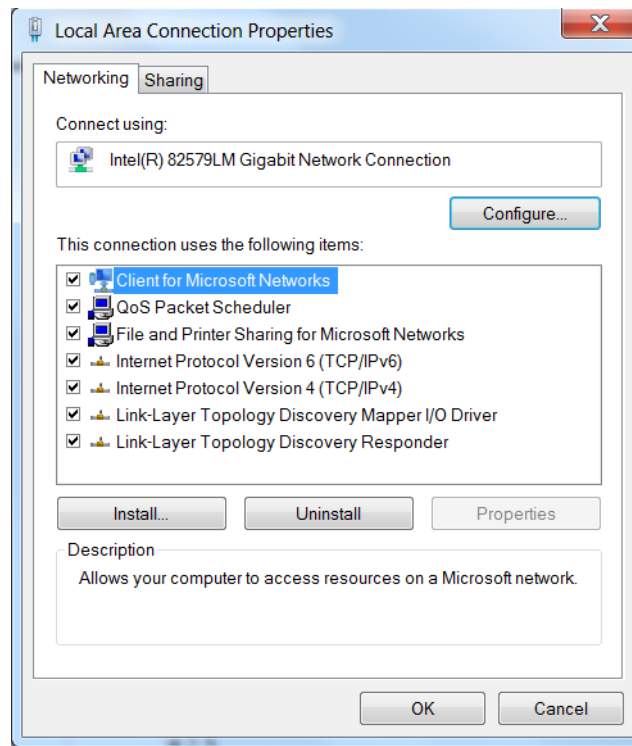 Local Area Connection Properties
Networking
Sharing
Connect using:
Intel(R) 82579LM Gigabit Network Connection
Configure...
This connection uses the following items:
Client for Microsoft Networks
QoS Packet Scheduler
File and Printer Sharing for Microsoft Networks
Internet Protocol Version 6 (TCP/IPv6)
Internet Protocol Version 4 (TCP/IPv4)
Link-Layer Topology Discovery Mapper I/O Driver
Link-Layer Topology Discovery Responder
Install...
Uninstall
Properties
Description
Allows your computer to access resources on a Microsoft network.
OK
Cancel